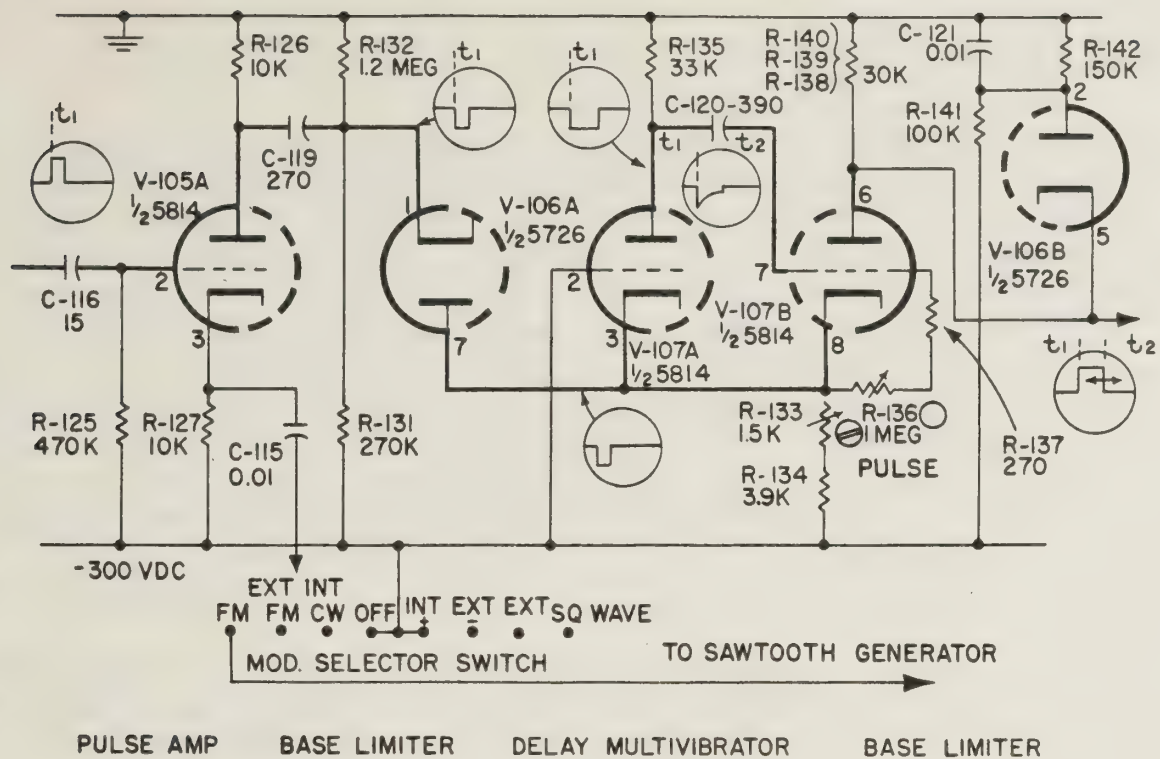 R-126
10K
R-132
1.2 MEG
R-135
33K
R-140
R-139
R-138
30K
C-121
0.01
R-142
150K
t1
t1
t1
C-120-390
t1
t2
R-141
100K
2
C-119
270
V-105A
1/2 5814
1
V-106A
1/2 5726
6
5
V-106B
1/2 5726
2
C-116
15
3
2
7
V-107B
1/2 5814
7
3
V-107A
1/2 5814
8
t1
t2
R-125
470K
R-127
10K
C-115
0.01
R-131
270K
R-133
1.5K
R-136
1 MEG
PULSE
R-137
270
R-134
3.9K
-300 VDC
EXT INT
FM FM CW OFF INT EXT EXT SQ WAVE
+ -
MOD. SELECTOR SWITCH
TO SAWTOOTH GENERATOR
PULSE AMP BASE LIMITER DELAY MULTIVIBRATOR BASE LIMITER